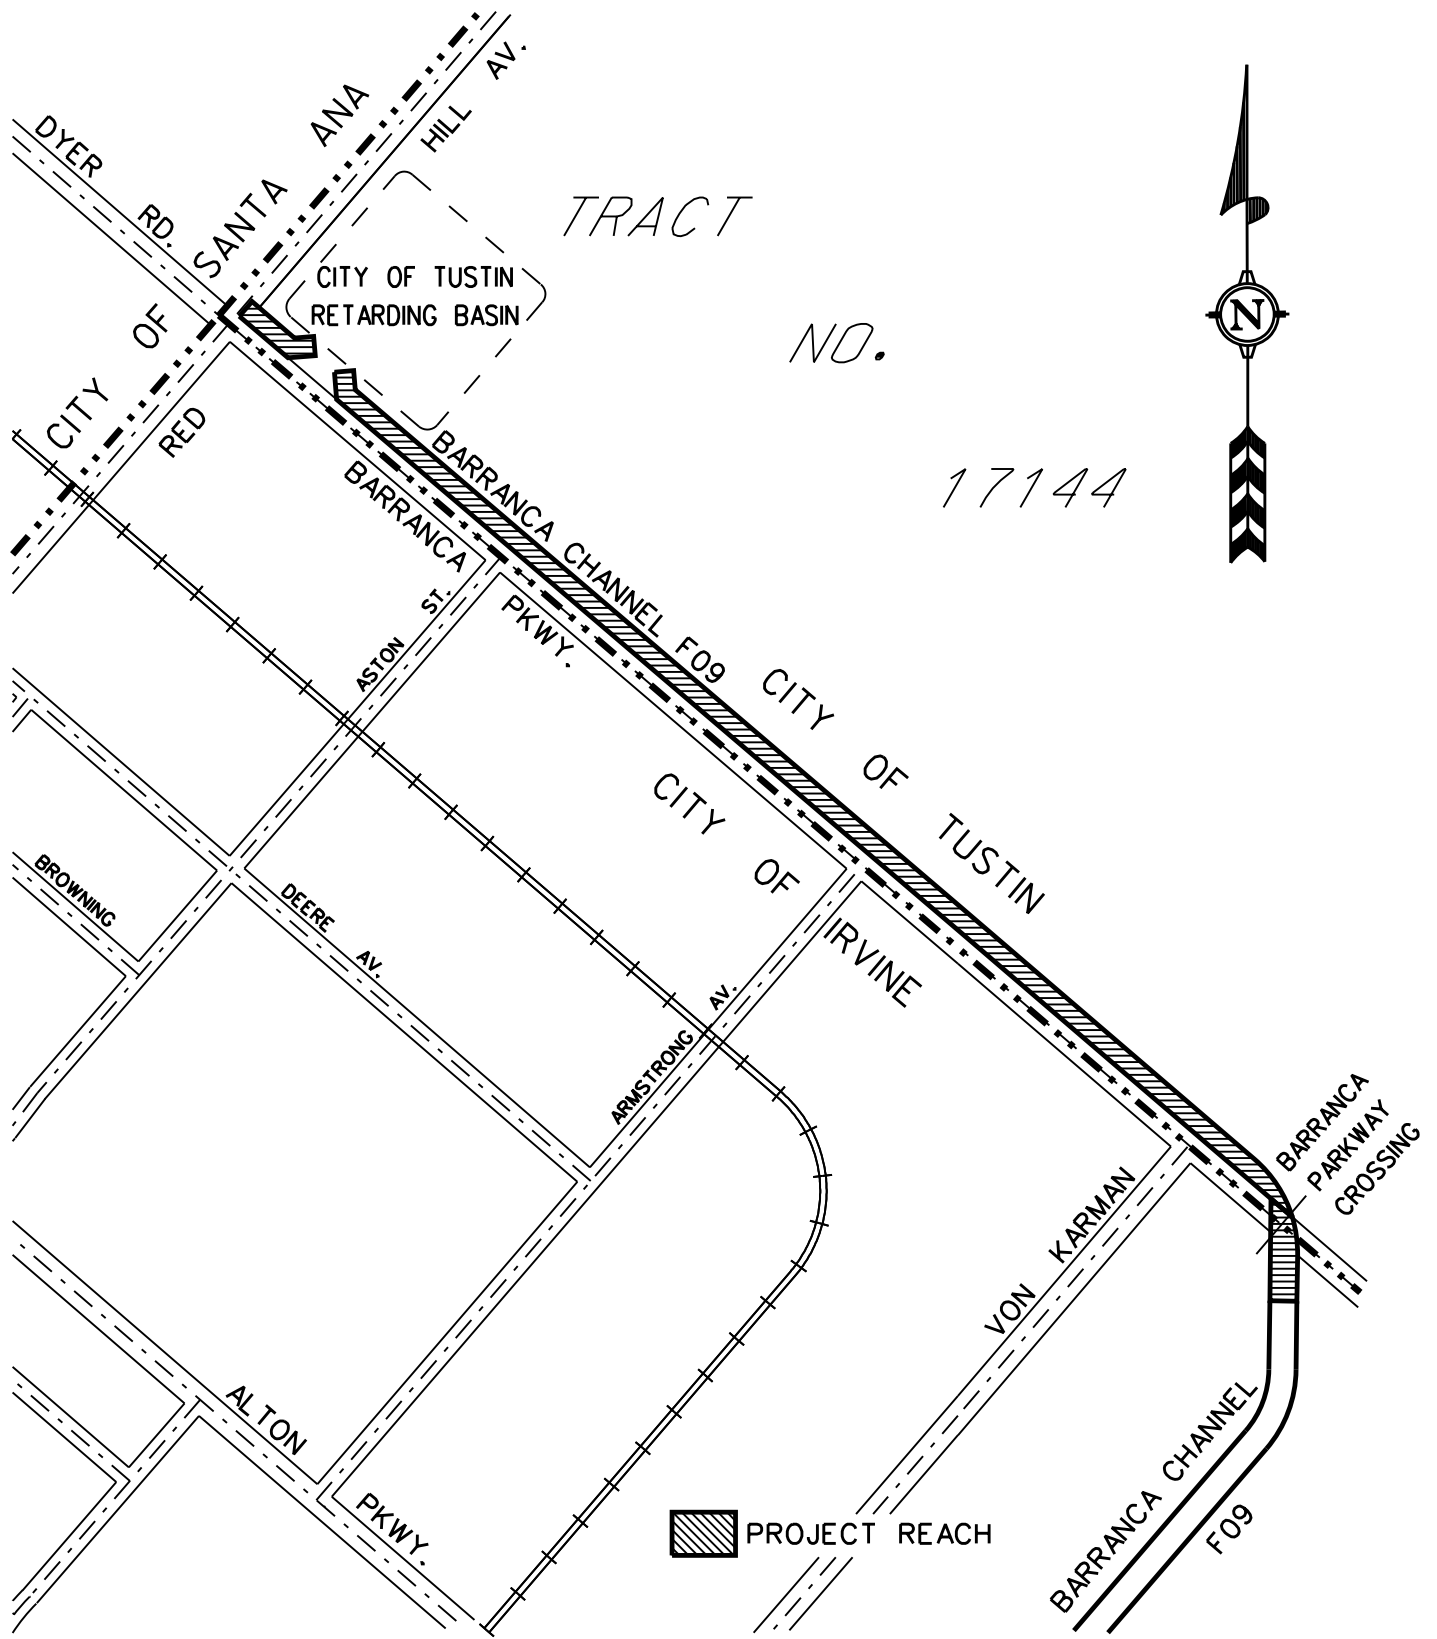 HILL AV.
DYER RD.
CITY OF SANTA ANA
TRACT NO. 17144
CITY OF TUSTIN
RETARDING BASIN
N
RED
BARRANCA PKWY.
BARRANCA CHANNEL F09
ASTON ST.
CITY OF TUSTIN
CITY OF IRVINE
BROWNING
DEERE AV.
ARMSTRONG AV.
BARRANCA
PARKWAY
CROSSING
VON KARMAN
ALTON PKWY.
BARRANCA CHANNEL
F09
PROJECT REACH